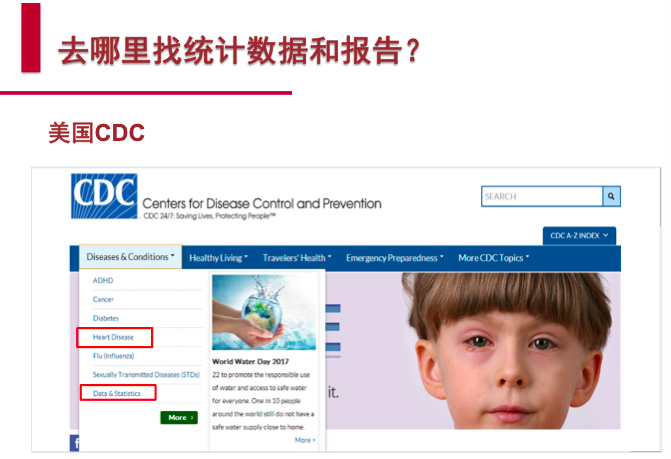 去哪里找统计数据和报告？
美国CDC
CDC
Centers for Disease Control and Prevention
CDC 24/7: Saving Lives. Protecting People™
SEARCH
CDC A-Z INDEX
Diseases & Conditions Healthy Living Travelers' Health Emergency Preparedness More CDC Topics
ADHD
Cancer
Diabetes
Heart Disease
Flu (Influenza)
Sexually Transmitted Diseases (STDs)
Data & Statistics
More >
World Water Day 2017
22 to promote the responsible use
of water and access to safe water
for everyone. One in 10 people
around the world still do not have a
safe water supply close to home.
More >
E
it.
f